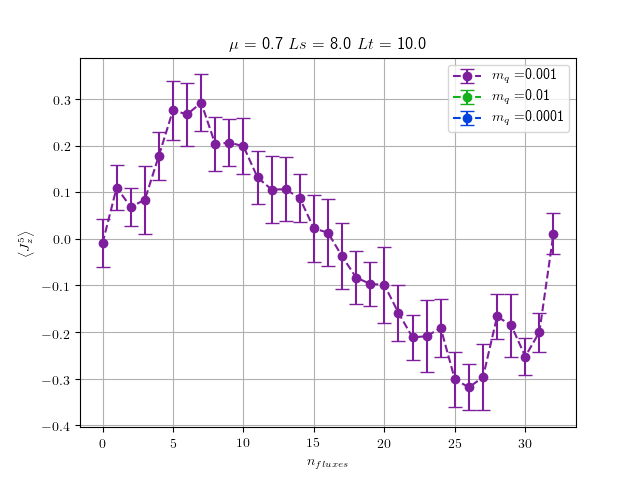 μ = 0.7 Ls = 8.0 Lt = 10.0
m_q =0.001
m_q =0.01
m_q =0.0001
0.3
0.2
0.1
0.0
−0.1
−0.2
−0.3
−0.4
⟨J_z^5⟩
0 5 10 15 20 25 30
n_{fluxes}